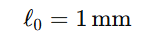 ℓ₀ = 1 mm